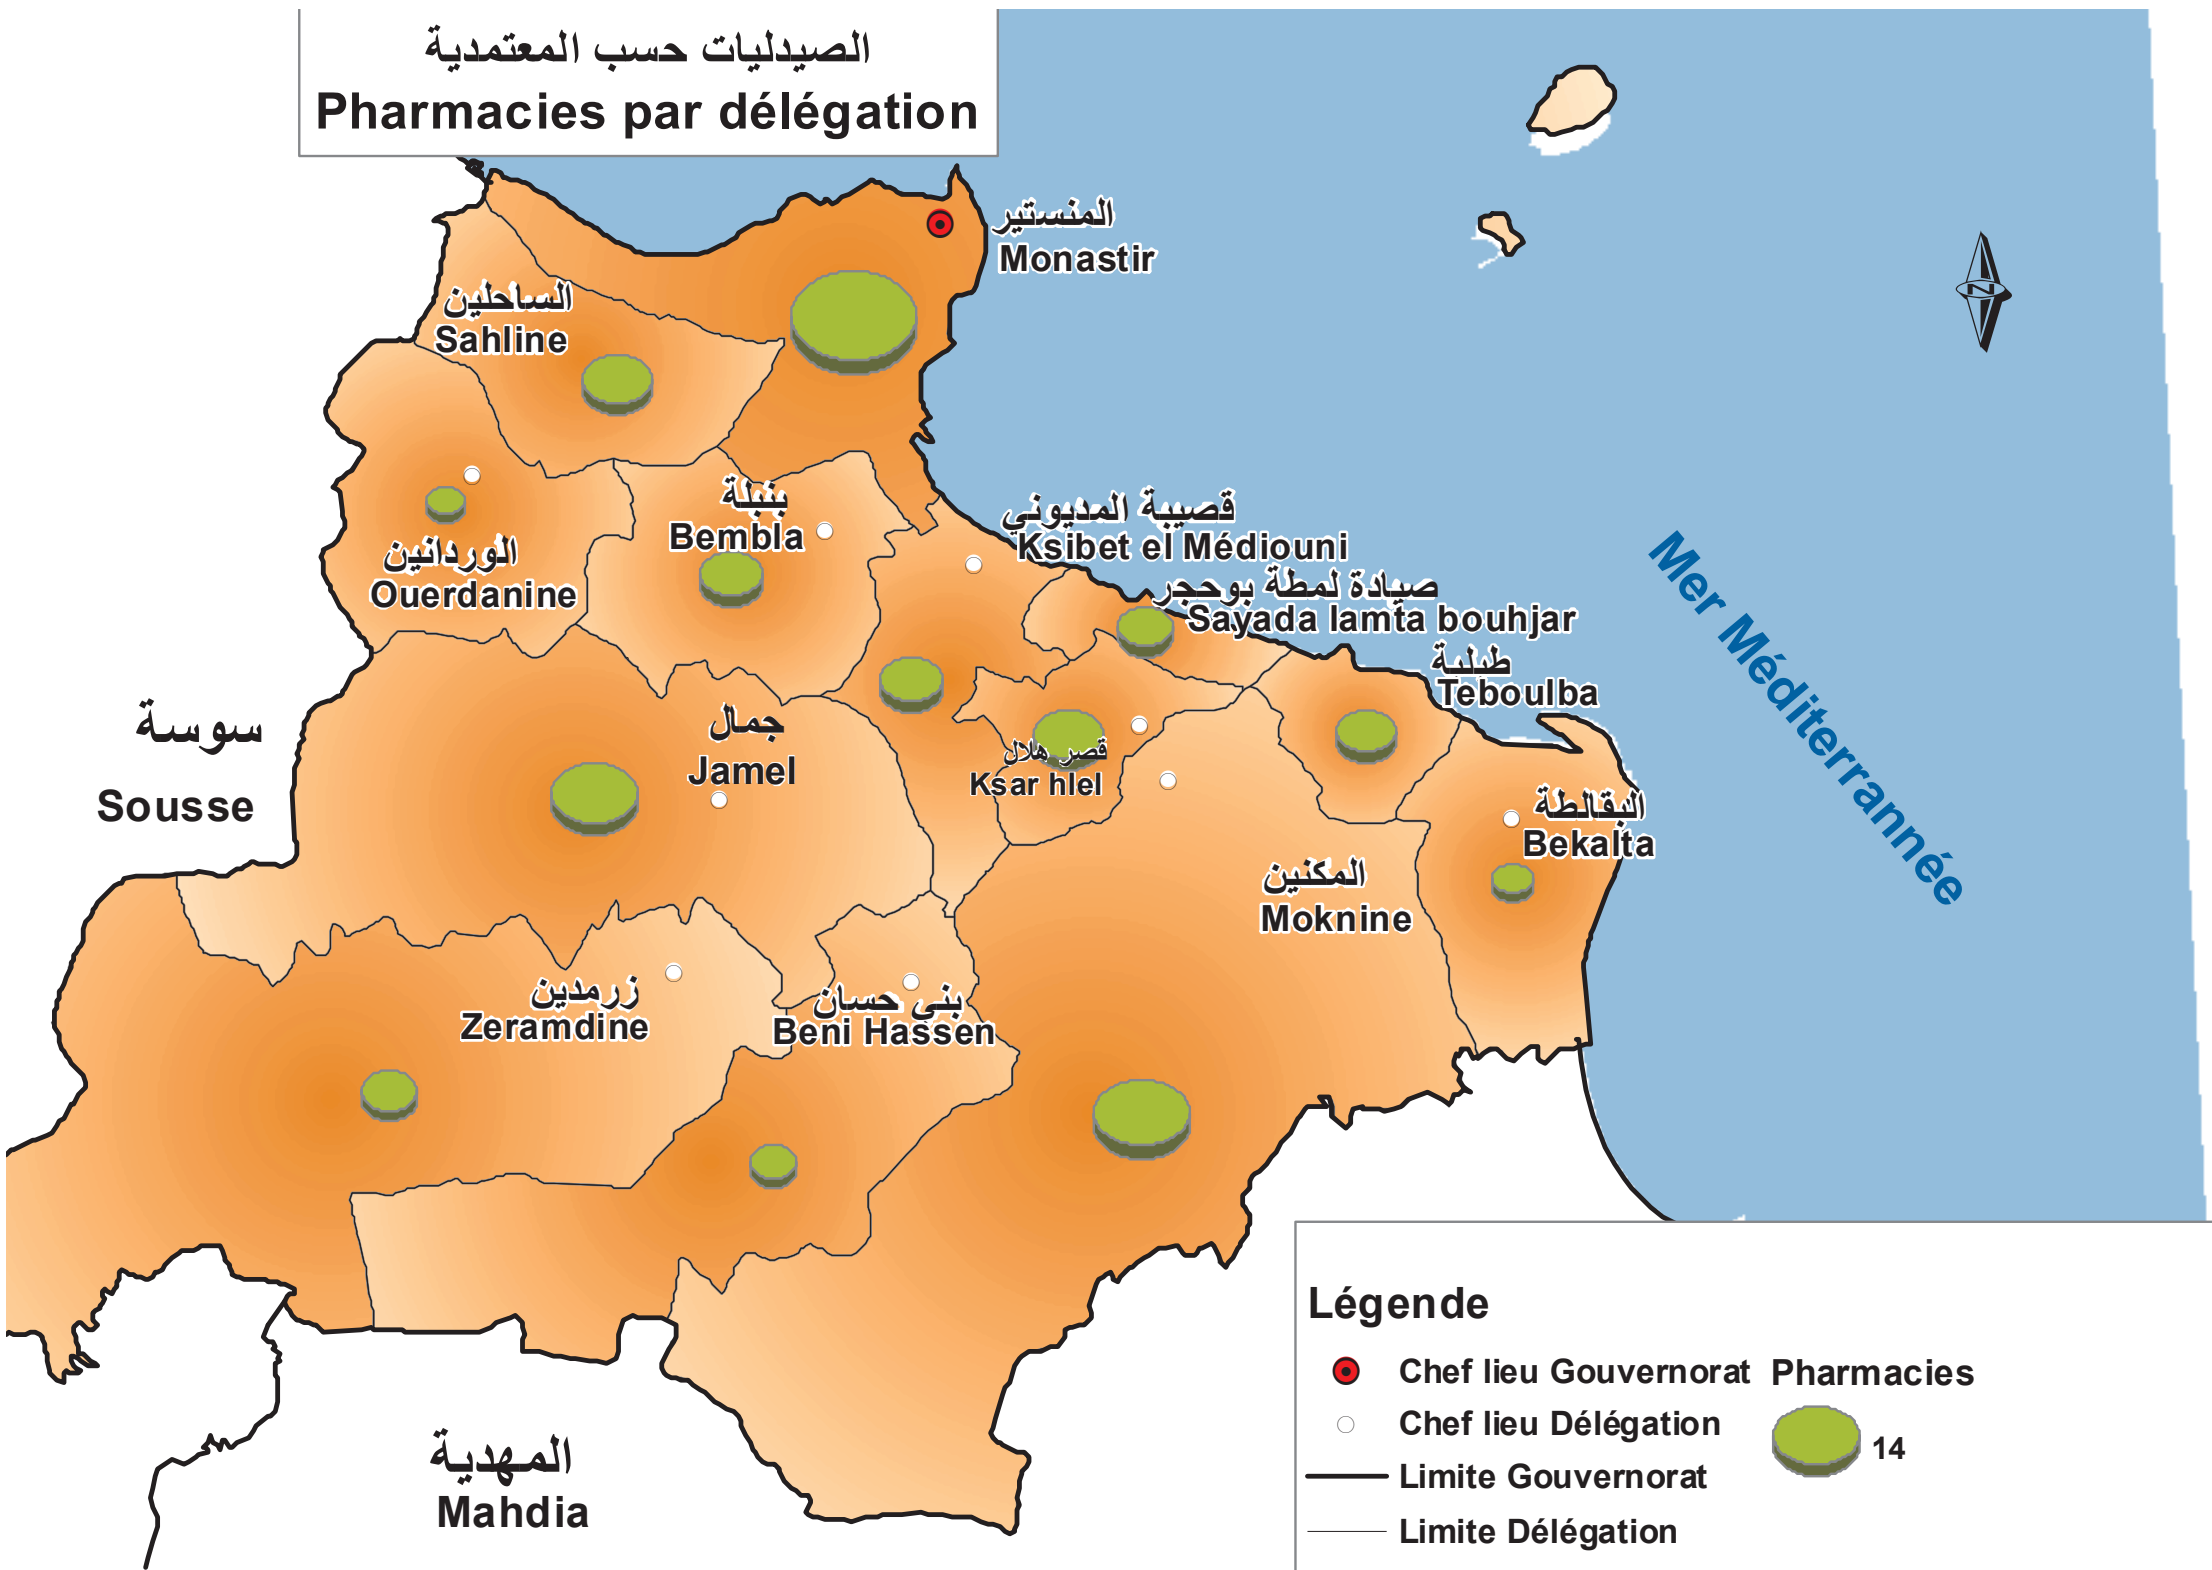 الصيدليات حسب المعتمدية
Pharmacies par délégation
المنستير
Monastir
الساحلين
Sahline
N
بنبلة
Bembla
قصيبة المديوني
Ksibet el Médiouni
الوردانين
Ouerdanine
صيادة لمطة بوحجر
Sayada lamta bouhjar
طبلبة
Teboulba
Mer Méditerrannée
سوسة
Sousse
جمال
Jamel
قصر هلال
Ksar hlel
البقالطة
Bekalta
المكنين
Moknine
زرمدين
Zeramdine
بني حسان
Beni Hassen
المهدية
Mahdia
Légende
Chef lieu Gouvernorat
Chef lieu Délégation
Limite Gouvernorat
Limite Délégation
Pharmacies
14